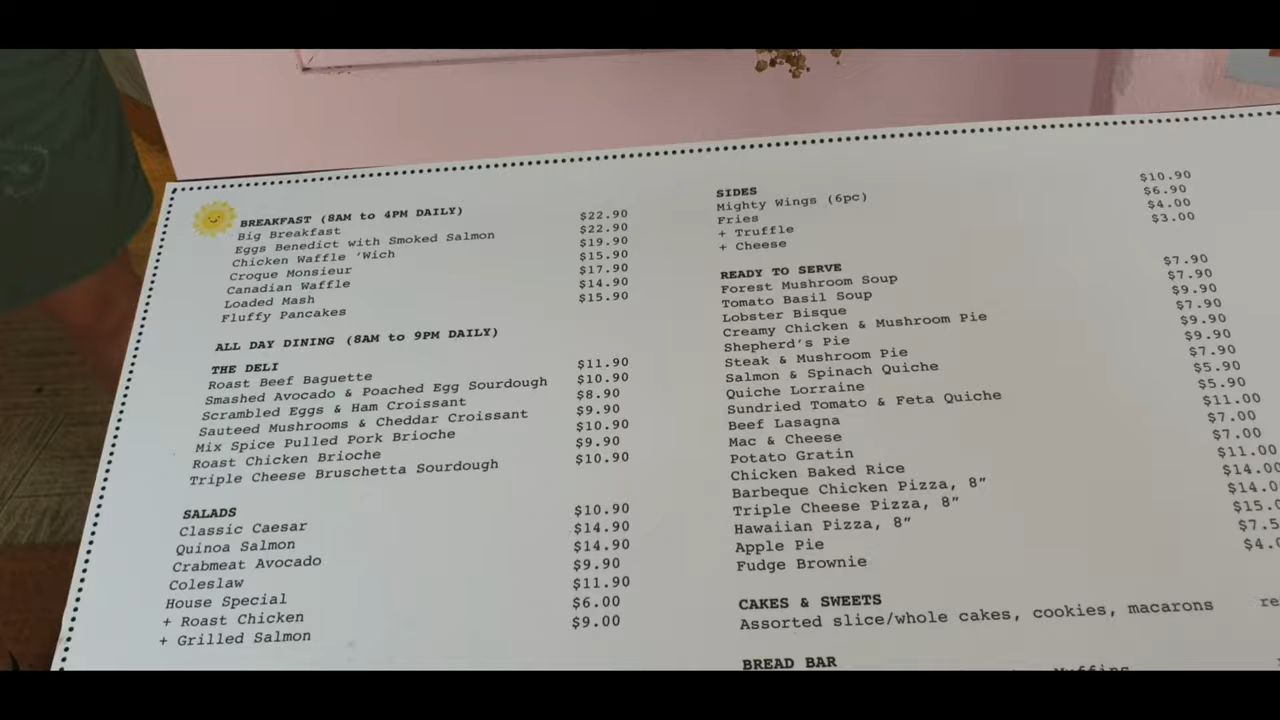 BREAKFAST (8AM to 4PM DAILY)
Big Breakfast $22.90
Eggs Benedict with Smoked Salmon $22.90
Chicken Waffle 'Wich $19.90
Croque Monsieur $15.90
Canadian Waffle $17.90
Loaded Mash $14.90
Fluffy Pancakes $15.90
ALL DAY DINING (8AM to 9PM DAILY)
THE DELI
Roast Beef Baguette $11.90
Smashed Avocado & Poached Egg Sourdough $10.90
Scrambled Eggs & Ham Croissant $8.90
Sauteed Mushrooms & Cheddar Croissant $9.90
Mix Spice Pulled Pork Brioche $10.90
Roast Chicken Brioche $9.90
Triple Cheese Bruschetta Sourdough $10.90
SALADS
Classic Caesar $10.90
Quinoa Salmon $14.90
Crabmeat Avocado $14.90
Coleslaw $9.90
House Special $11.90
+ Roast Chicken $6.00
+ Grilled Salmon $9.00
SIDES
Mighty Wings (6pc) $10.90
Fries $6.90
+ Truffle $4.00
+ Cheese $3.00
READY TO SERVE
Forest Mushroom Soup $7.90
Tomato Basil Soup $7.90
Lobster Bisque $9.90
Creamy Chicken & Mushroom Pie $7.90
Shepherd's Pie $9.90
Steak & Mushroom Pie $9.90
Salmon & Spinach Quiche $7.90
Quiche Lorraine $5.90
Sundried Tomato & Feta Quiche $5.90
Beef Lasagna $11.00
Mac & Cheese $7.00
Potato Gratin $7.00
Chicken Baked Rice $11.00
Barbeque Chicken Pizza, 8" $14.00
Triple Cheese Pizza, 8" $14.0
Hawaiian Pizza, 8" $15.
Apple Pie $7.5
Fudge Brownie $4.
CAKES & SWEETS
Assorted slice/whole cakes, cookies, macarons re
BREAD BAR